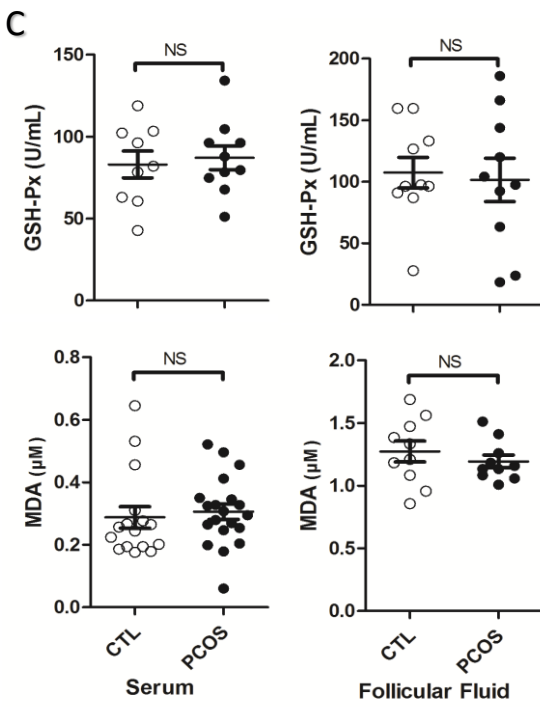 C
NS
GSH-Px (U/mL)
150
100
50
0
NS
GSH-Px (U/mL)
200
150
100
50
0
NS
MDA (µM)
0.8
0.6
0.4
0.2
0.0
CTL
PCOS
Serum
NS
MDA (µM)
2.0
1.5
1.0
0.5
0.0
CTL
PCOS
Follicular Fluid